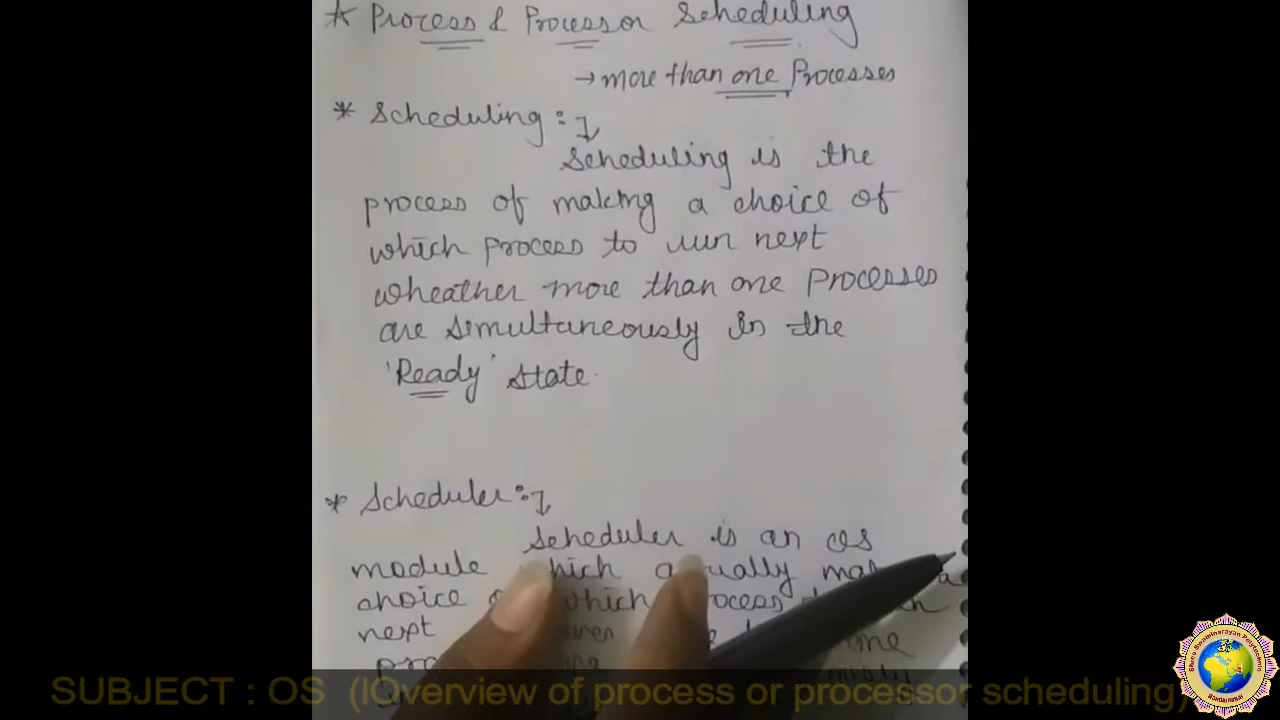 * Process & Processor Scheduling
→ more than one Processes
* Scheduling :↴
Scheduling is the
process of making a choice of
which process to run next
wheather more than one processes
are simultaneously in the
'Ready' state.
* Scheduler :↴
Scheduler is an OS
module which
choice which
next
SUBJECT : OS (IOverview of process or processor scheduling)